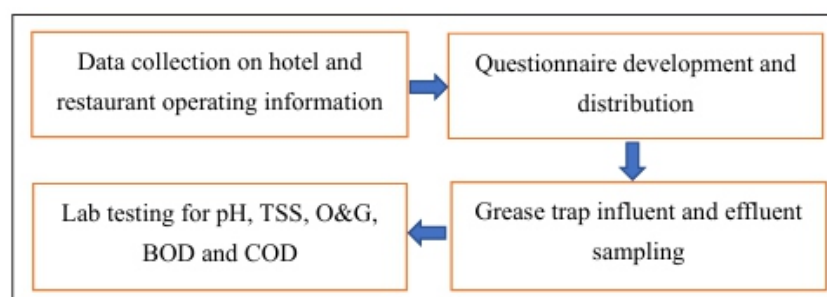 Data collection on hotel and
restaurant operating information
Questionnaire development and
distribution
Grease trap influent and effluent
sampling
Lab testing for pH, TSS, O&G,
BOD and COD